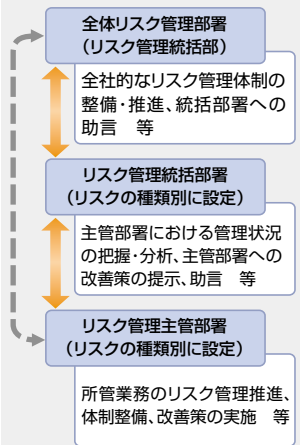 全体リスク管理部署
（リスク管理統括部）
全社的なリスク管理体制の
整備・推進、統括部署への
助言　等
リスク管理統括部署
（リスクの種類別に設定）
主管部署における管理状況
の把握・分析、主管部署への
改善策の提示、助言　等
リスク管理主管部署
（リスクの種類別に設定）
所管業務のリスク管理推進、
体制整備、改善策の実施　等